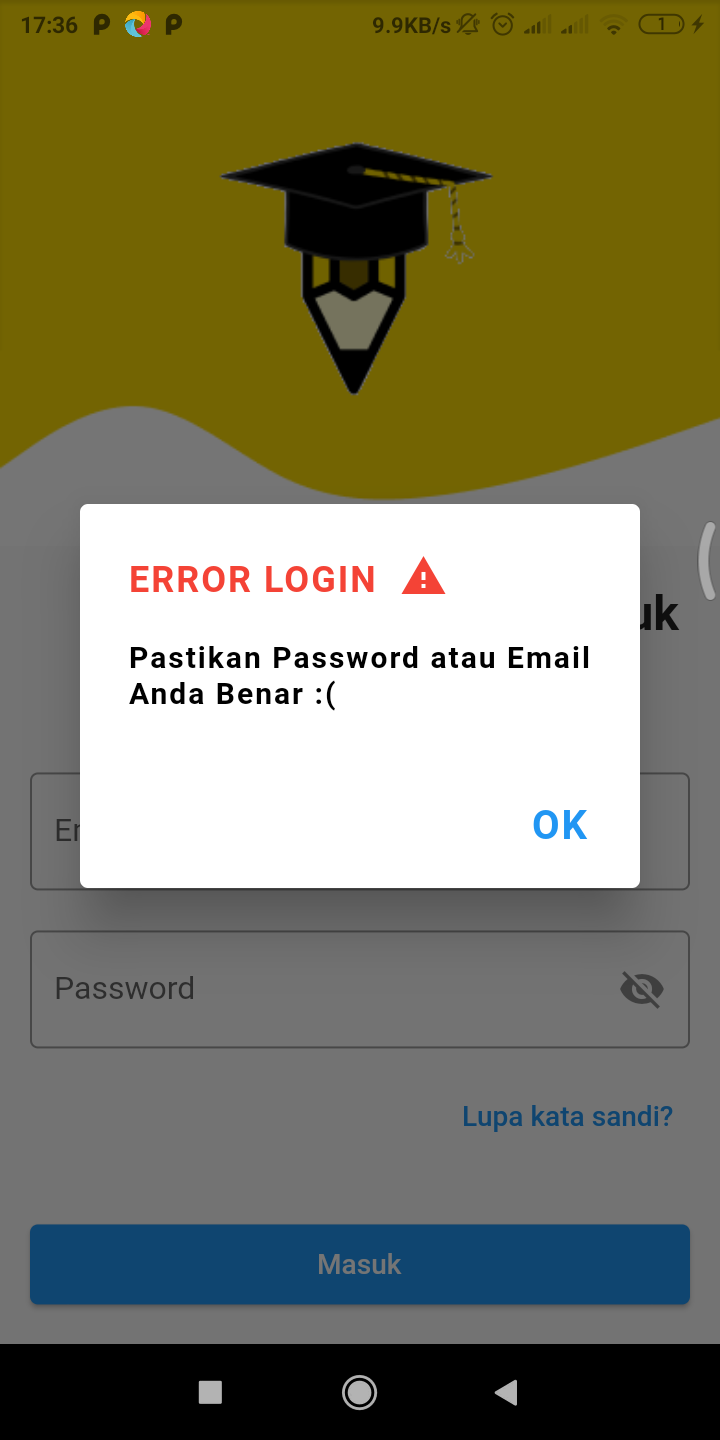 17:36
9.9KB/s
1
ERROR LOGIN
uk
Pastikan Password atau Email
Anda Benar :(
OK
Password
Lupa kata sandi?
Masuk